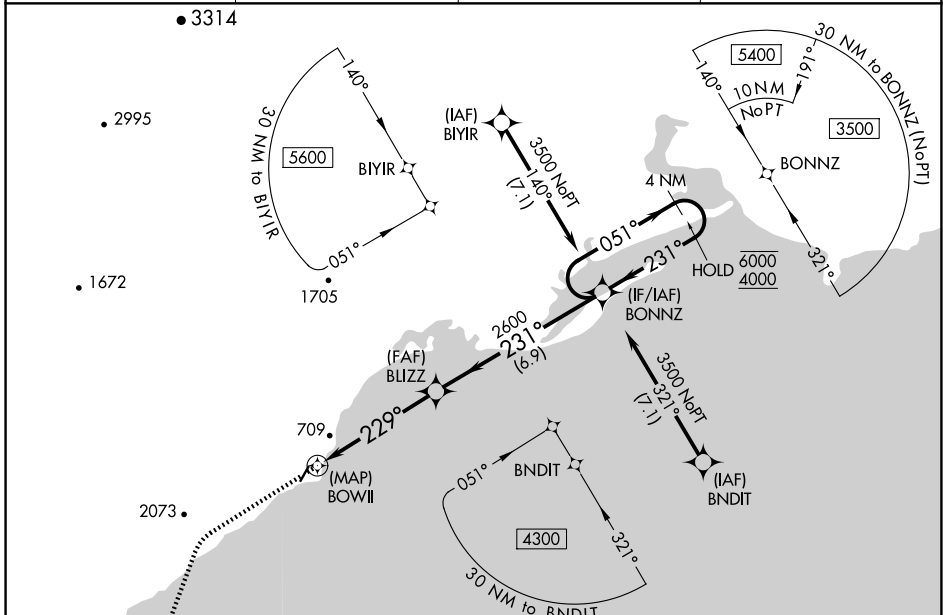 3314
2995
1672
1705
30 NM to BIYIR
140°
5600
BIYIR
051°
(IAF)
BIYIR
3500 NoPT
140°
(7.1)
4 NM
051°
231°
HOLD
6000
4000
(IF/IAF)
BONNZ
30 NM to BONNZ (NoPT)
5400
140°
191°
10 NM
NoPT
3500
BONNZ
321°
2600
231°
(6.9)
(FAF)
BLIZZ
229°
709
(MAP)
BOWII
2073
3500 NoPT
321°
(7.1)
(IAF)
BNDIT
051°
BNDIT
4300
321°
30 NM to BNDIT